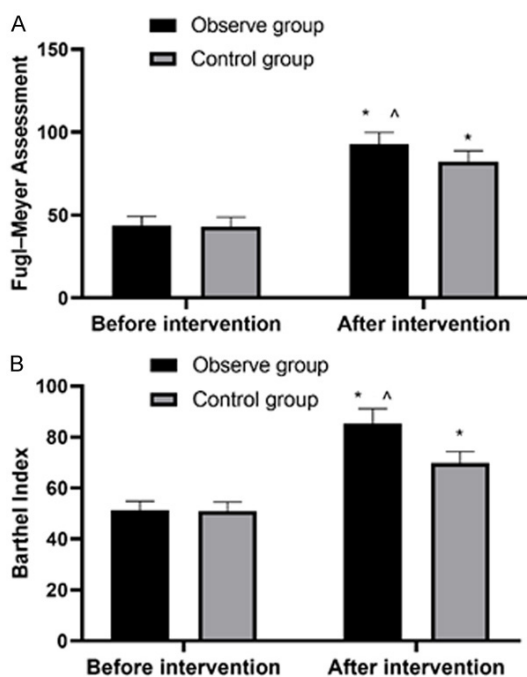 A
Observe group
Control group
Fugl–Meyer Assessment
150
100
50
0
* ^
*
Before intervention
After intervention
B
Observe group
Control group
Barthel Index
100
80
60
40
20
0
* ^
*
Before intervention
After intervention